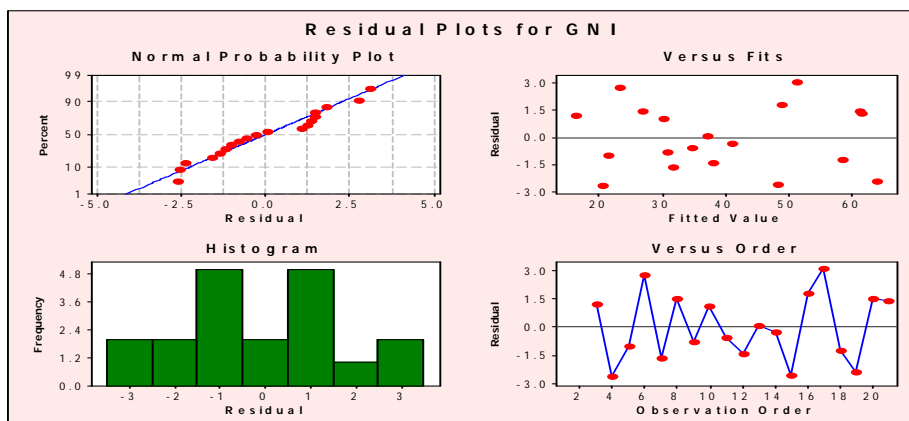 Residual Plots for GNI
Normal Probability Plot
99
90
50
10
1
Percent
-5.0 -2.5 0.0 2.5 5.0
Residual
Versus Fits
3.0
1.5
0.0
-1.5
-3.0
Residual
20 30 40 50 60
Fitted Value
Histogram
4.8
3.6
2.4
1.2
0.0
Frequency
-3 -2 -1 0 1 2 3
Residual
Versus Order
3.0
1.5
0.0
-1.5
-3.0
Residual
2 4 6 8 10 12 14 16 18 20
Observation Order